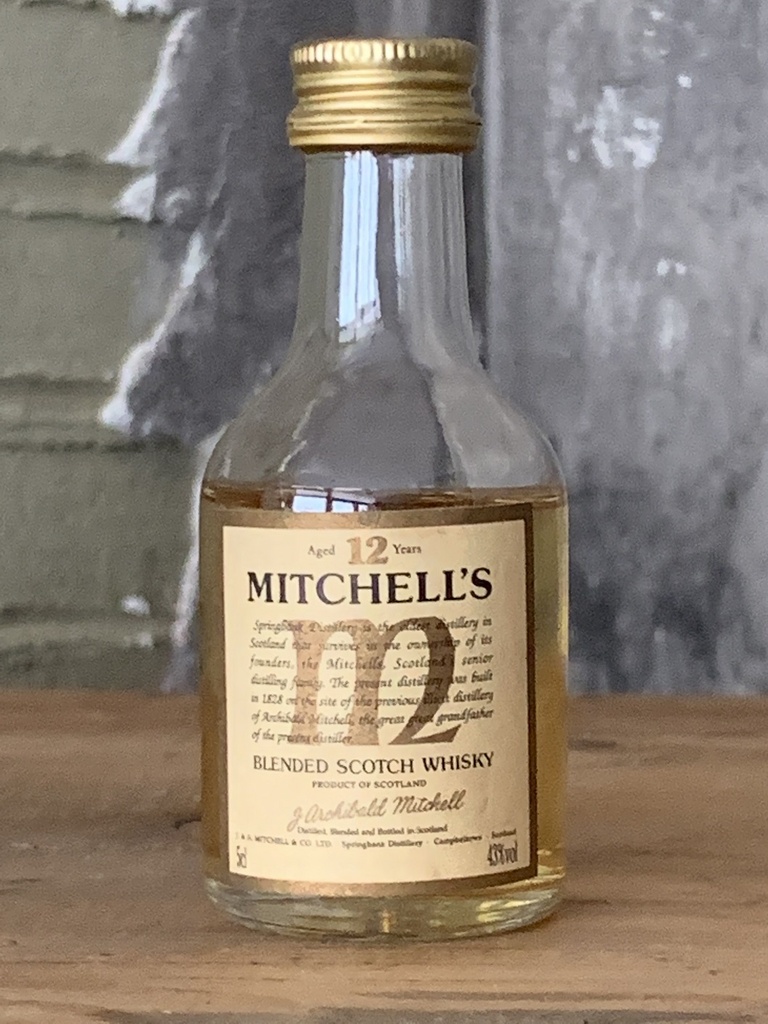 Aged 12 Years
MITCHELL'S
12
Springbank Distillery is the oldest distillery in
Scotland that survives in the ownership of its
founders, the Mitchells, Scotland's senior
distilling family. The present distillery was built
in 1828 on the site of the previous illicit distillery
of Archibald Mitchell, the great great grandfather
of the present distiller.
BLENDED SCOTCH WHISKY
PRODUCT OF SCOTLAND
J Archibald Mitchell
Distilled, Blended and Bottled in Scotland
J. & A. MITCHELL & CO. LTD. Springbank Distillery · Campbeltown · Scotland
5cl 43%vol